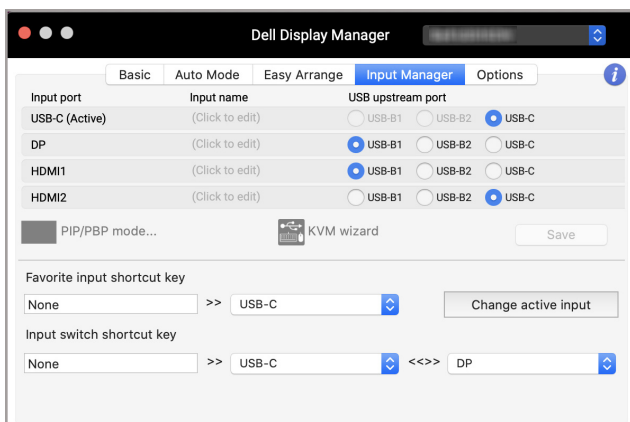 Dell Display Manager
Basic Auto Mode Easy Arrange Input Manager Options i
Input port Input name USB upstream port
USB-C (Active) (Click to edit) USB-B1 USB-B2 USB-C
DP (Click to edit) USB-B1 USB-B2 USB-C
HDMI1 (Click to edit) USB-B1 USB-B2 USB-C
HDMI2 (Click to edit) USB-B1 USB-B2 USB-C
PIP/PBP mode... KVM wizard Save
Favorite input shortcut key
None >> USB-C Change active input
Input switch shortcut key
None >> USB-C <<>> DP